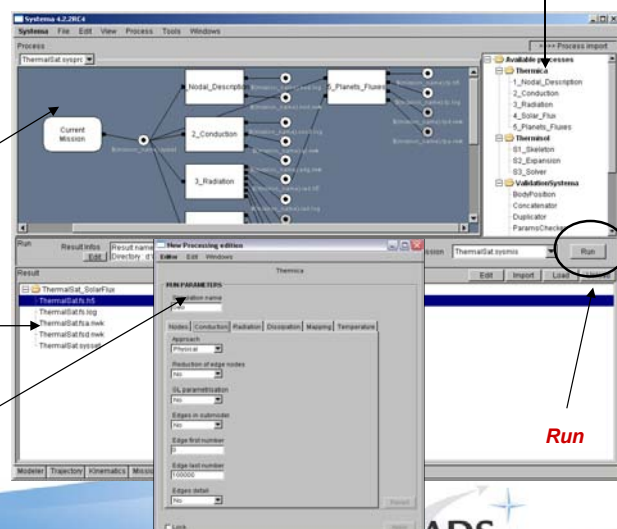 Systema 4.2.2RC4
Systema File Edit View Process Tools Windows
Process
Process import
ThermalSat.sysprc
Current
Mission
_Nodal_Description
2_Conduction
3_Radiation
5_Planets_Fluxes
Available processes
Thermica
1_Nodal_Description
2_Conduction
3_Radiation
4_Solar_Flux
5_Planets_Fluxes
Thermisol
S1_Skeleton
S2_Expansion
S3_Solver
ValidationSystema
BodyPosition
Concatenator
Duplicator
ParamsChecker
Run
Result Infos
Edit
Result name
Directory
ThermalSat.sysmis
Run
Result
Edit Import Load
ThermalSat_SolarFlux
ThermalSat.fs.h5
ThermalSat.fs.log
ThermalSat.fsa.nwk
ThermalSat.fsd.nwk
ThermalSat.sysset
New Processing edition
Editor Edit Windows
Thermica
RUN PARAMETERS
name
Nodes Conduction Radiation Dissipation Mapping Temperature
Approach
Physical
Reduction of edge nodes
No
GL parametrisation
No
Edges in submodel
No
Edge first number
0
Edge last number
100000
Edges detail
No
Lock
Modeler Trajectory Kinematics
Run